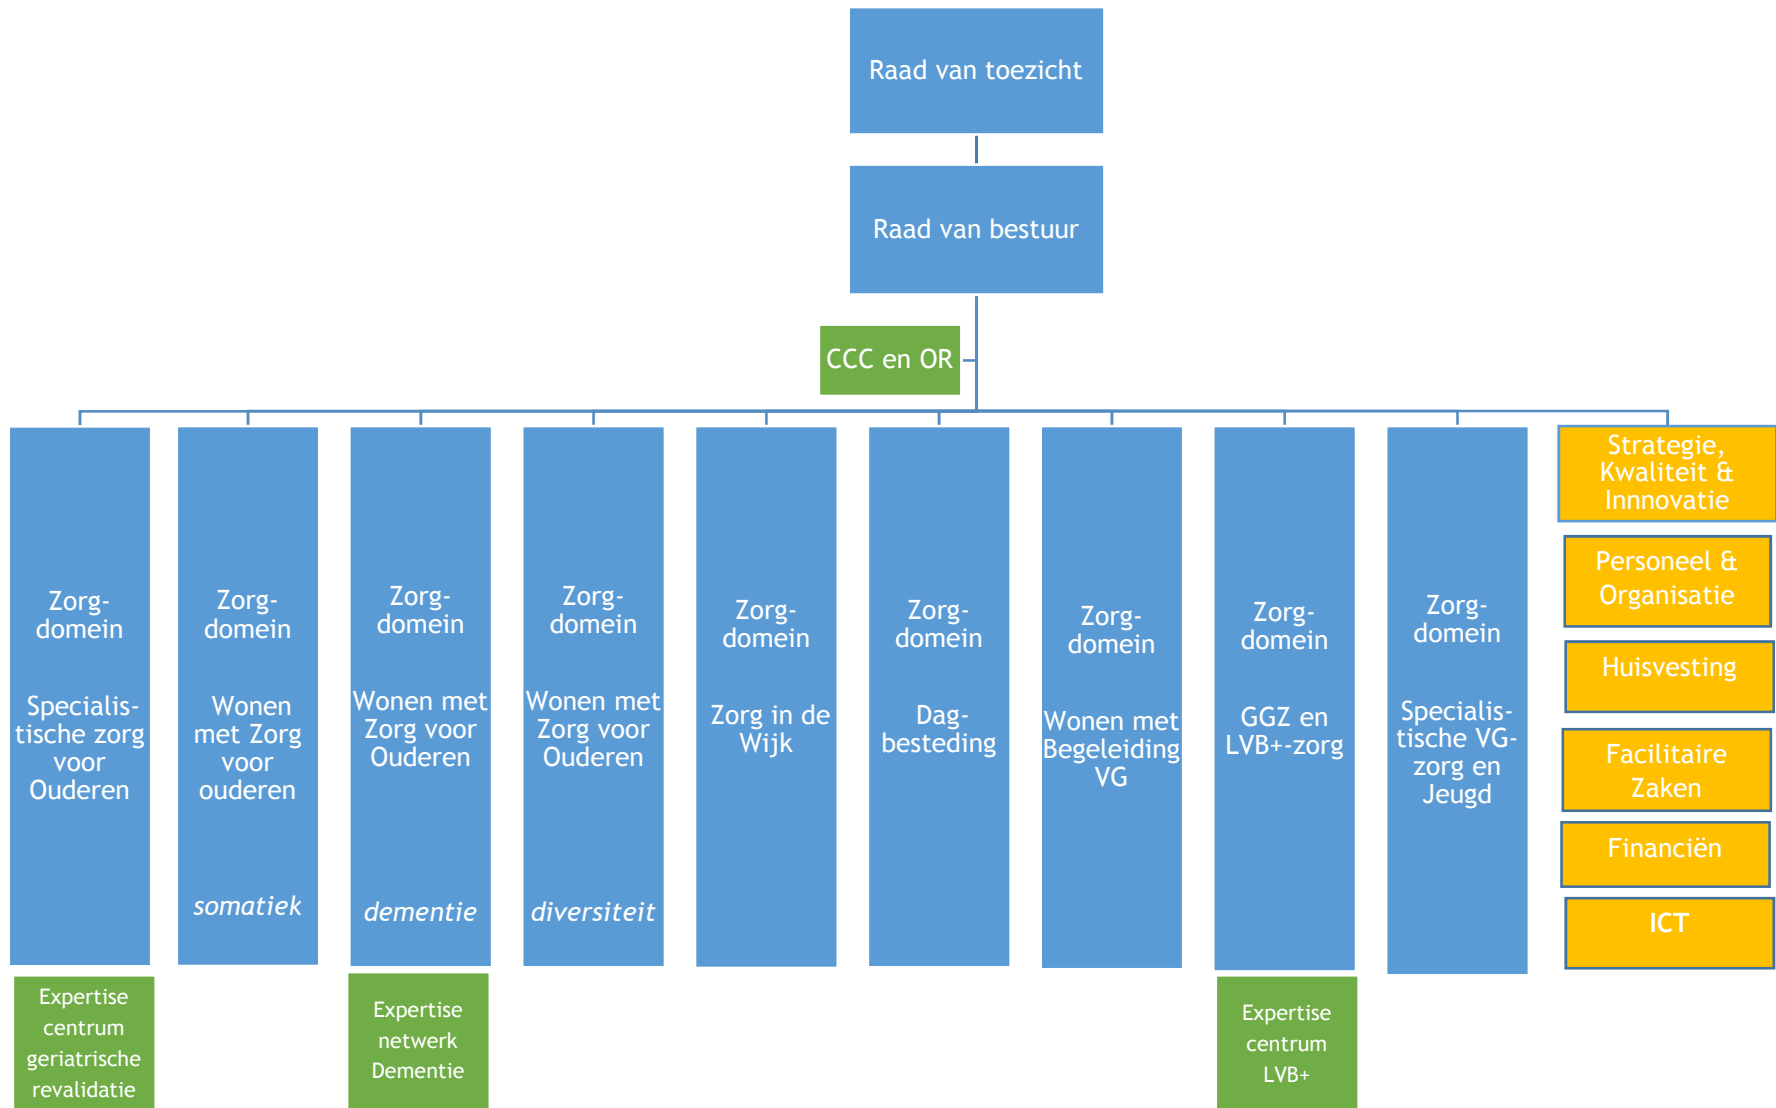 Raad van toezicht
Raad van bestuur
CCC en OR
Zorg-
domein
Specialis-
tische zorg
voor
Ouderen
Zorg-
domein
Wonen
met Zorg
voor
ouderen
somatiek
Zorg-
domein
Wonen met
Zorg voor
Ouderen
dementie
Zorg-
domein
Wonen met
Zorg voor
Ouderen
diversiteit
Zorg-
domein
Zorg in de
Wijk
Zorg-
domein
Dag-
besteding
Zorg-
domein
Wonen met
Begeleiding
VG
Zorg-
domein
GGZ en
LVB+-zorg
Zorg-
domein
Specialis-
tische VG-
zorg en
Jeugd
Strategie,
Kwaliteit &
Innnovatie
Personeel &
Organisatie
Huisvesting
Facilitaire
Zaken
Financiën
ICT
Expertise
centrum
geriatrische
revalidatie
Expertise
netwerk
Dementie
Expertise
centrum
LVB+